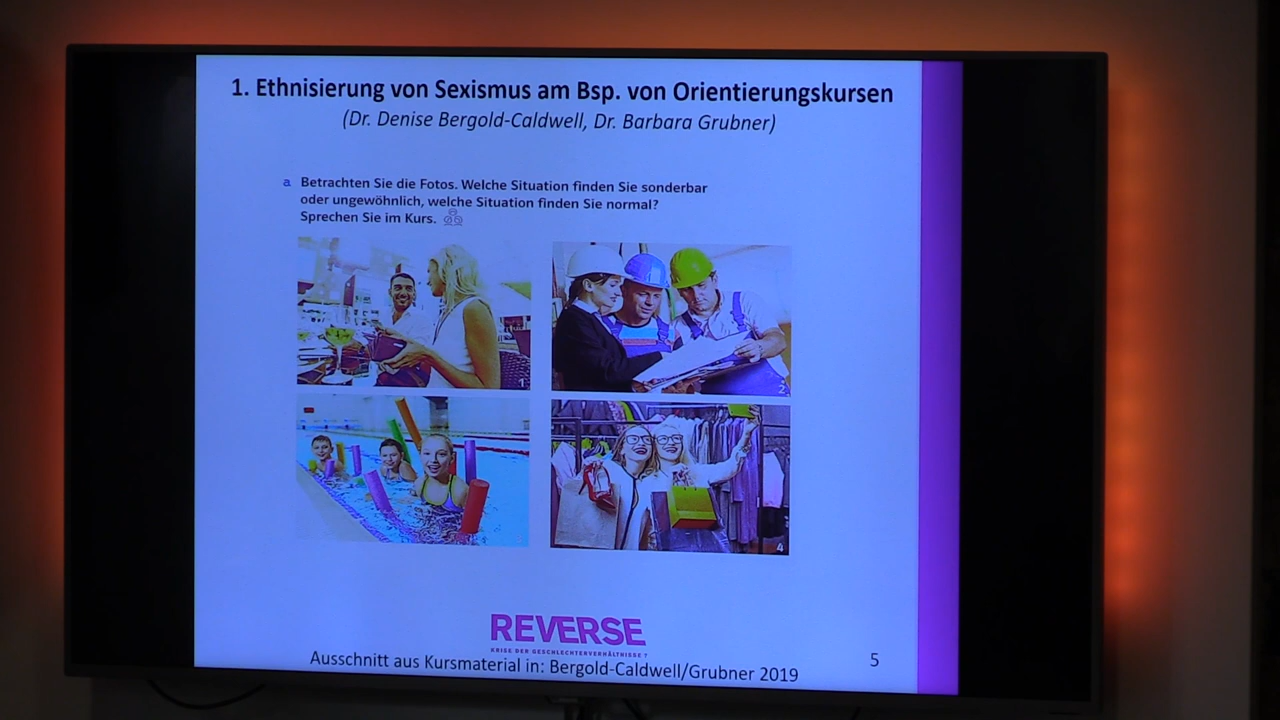 1. Ethnisierung von Sexismus am Bsp. von Orientierungskursen
(Dr. Denise Bergold-Caldwell, Dr. Barbara Grubner)
a Betrachten Sie die Fotos. Welche Situation finden Sie sonderbar
oder ungewöhnlich, welche Situation finden Sie normal?
Sprechen Sie im Kurs.
1
2
4
REVERSE
KRISE DER GESCHLECHTERVERHÄLTNISSE ?
Ausschnitt aus Kursmaterial in: Bergold-Caldwell/Grubner 2019
5